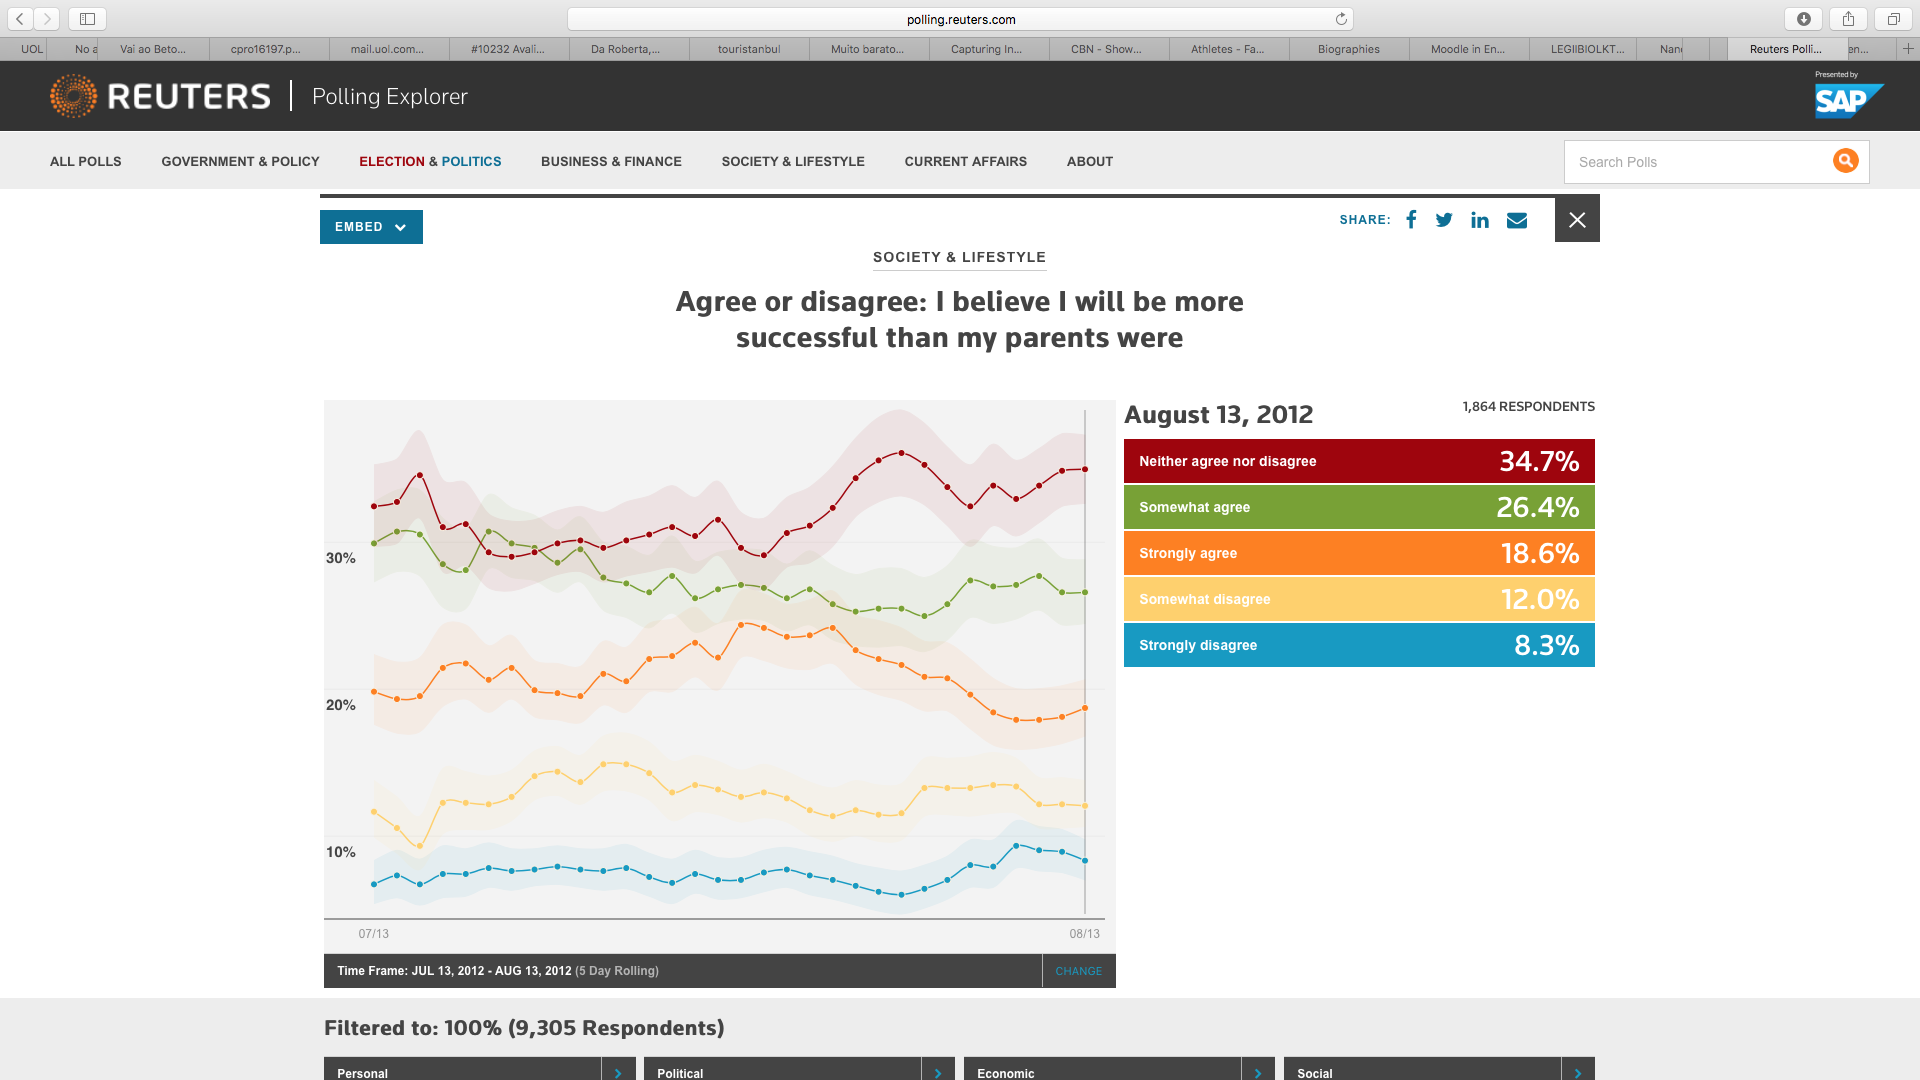 polling.reuters.com
UOL
No a
Vai ao Beto...
cpro16197.p...
mail.uol.com...
#10232 Avali...
Da Roberta,...
touristanbul
Muito barato...
Capturing In...
CBN - Show...
Athletes - Fa...
Biographies
Moodle in En...
LEGIIBIOLKT...
Nan
Reuters Polli...
en...
REUTERS
Polling Explorer
Presented by
SAP
ALL POLLS
GOVERNMENT & POLICY
ELECTION & POLITICS
BUSINESS & FINANCE
SOCIETY & LIFESTYLE
CURRENT AFFAIRS
ABOUT
Search Polls
EMBED
SHARE:
SOCIETY & LIFESTYLE
Agree or disagree: I believe I will be more
successful than my parents were
30%
20%
10%
07/13
08/13
Time Frame: JUL 13, 2012 - AUG 13, 2012 (5 Day Rolling)
CHANGE
August 13, 2012
1,864 RESPONDENTS
Neither agree nor disagree 34.7%
Somewhat agree 26.4%
Strongly agree 18.6%
Somewhat disagree 12.0%
Strongly disagree 8.3%
Filtered to: 100% (9,305 Respondents)
Personal
Political
Economic
Social